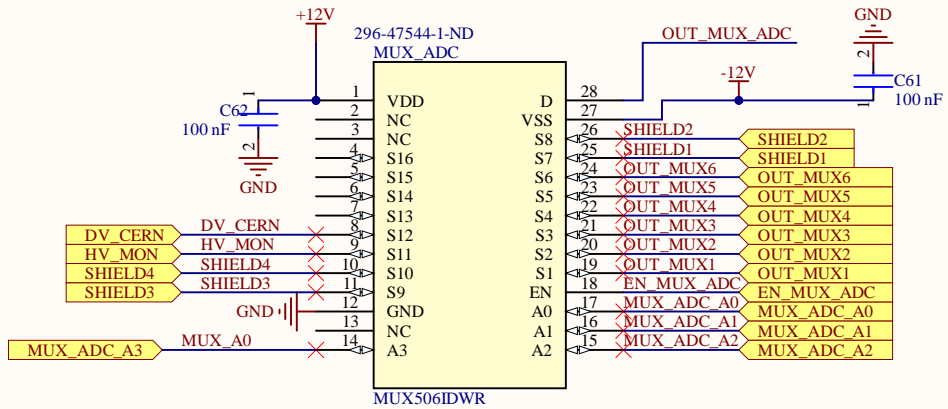 +12V
GND
296-47544-1-ND
MUX_ADC
OUT_MUX_ADC
-12V
2
C61
100 nF
1
1
C62
100 nF
2
GND
1 VDD D 28
2 NC VSS 27
3 NC S8 26 SHIELD2 SHIELD2
4 S16 S7 25 SHIELD1 SHIELD1
5 S15 S6 24 OUT_MUX6 OUT_MUX6
6 S14 S5 23 OUT_MUX5 OUT_MUX5
7 S13 S4 22 OUT_MUX4 OUT_MUX4
DV_CERN DV_CERN 8 S12 S3 21 OUT_MUX3 OUT_MUX3
HV_MON HV_MON 9 S11 S2 20 OUT_MUX2 OUT_MUX2
SHIELD4 SHIELD4 10 S10 S1 19 OUT_MUX1 OUT_MUX1
SHIELD3 SHIELD3 11 S9 EN 18 EN_MUX_ADC EN_MUX_ADC
GND 12 GND A0 17 MUX_ADC_A0 MUX_ADC_A0
13 NC A1 16 MUX_ADC_A1 MUX_ADC_A1
MUX_ADC_A3 MUX_A0 14 A3 A2 15 MUX_ADC_A2 MUX_ADC_A2
MUX506IDWR